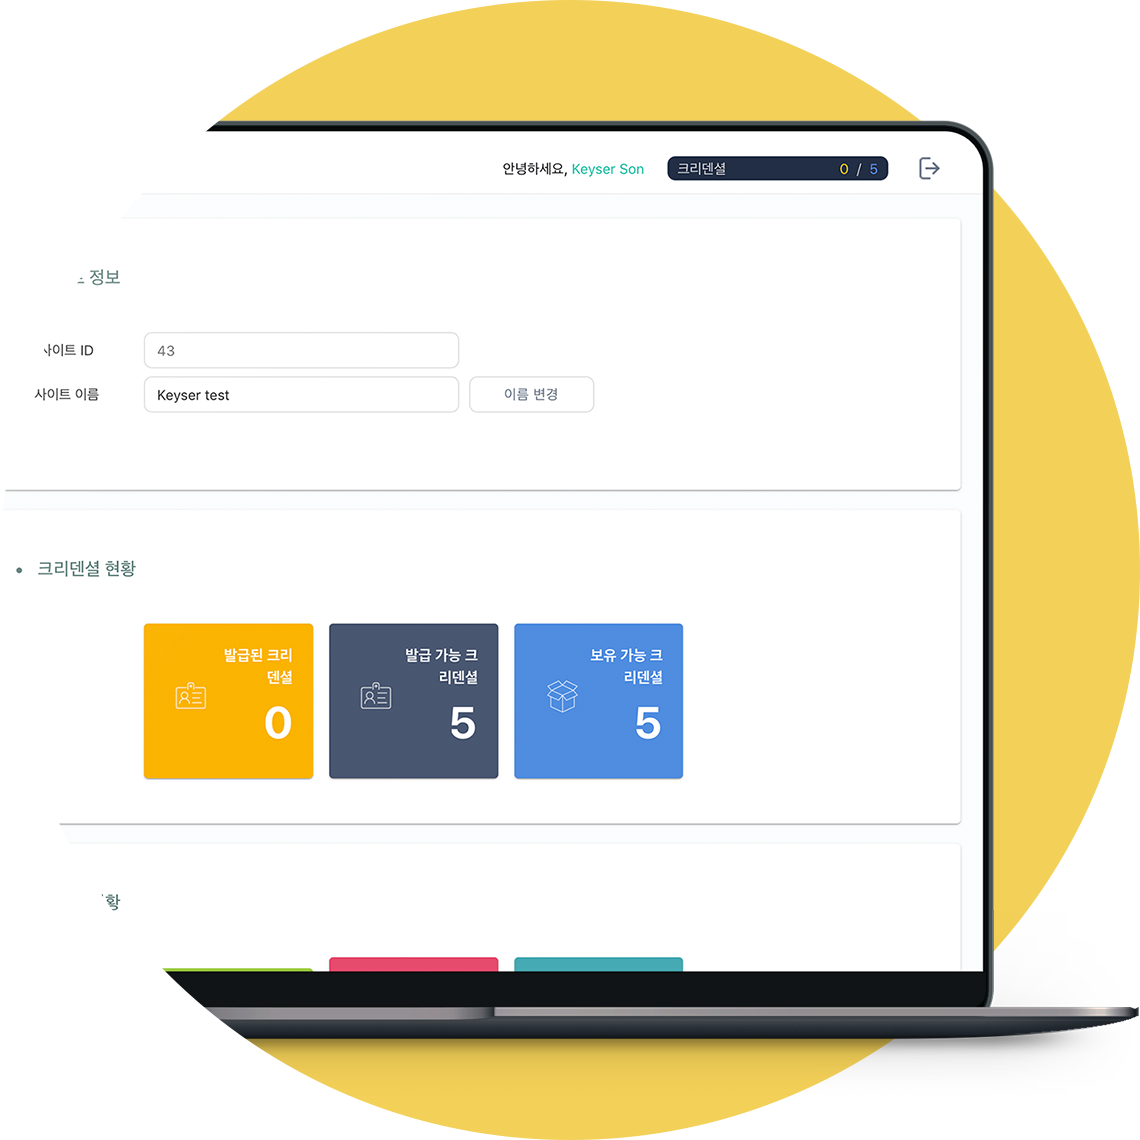 안녕하세요, Keyser Son
크리덴셜 0 / 5
정보
사이트 ID 43
사이트 이름 Keyser test 이름 변경
• 크리덴셜 현황
발급된 크리
덴셜
0
발급 가능 크
리덴셜
5
보유 가능 크
리덴셜
5
황